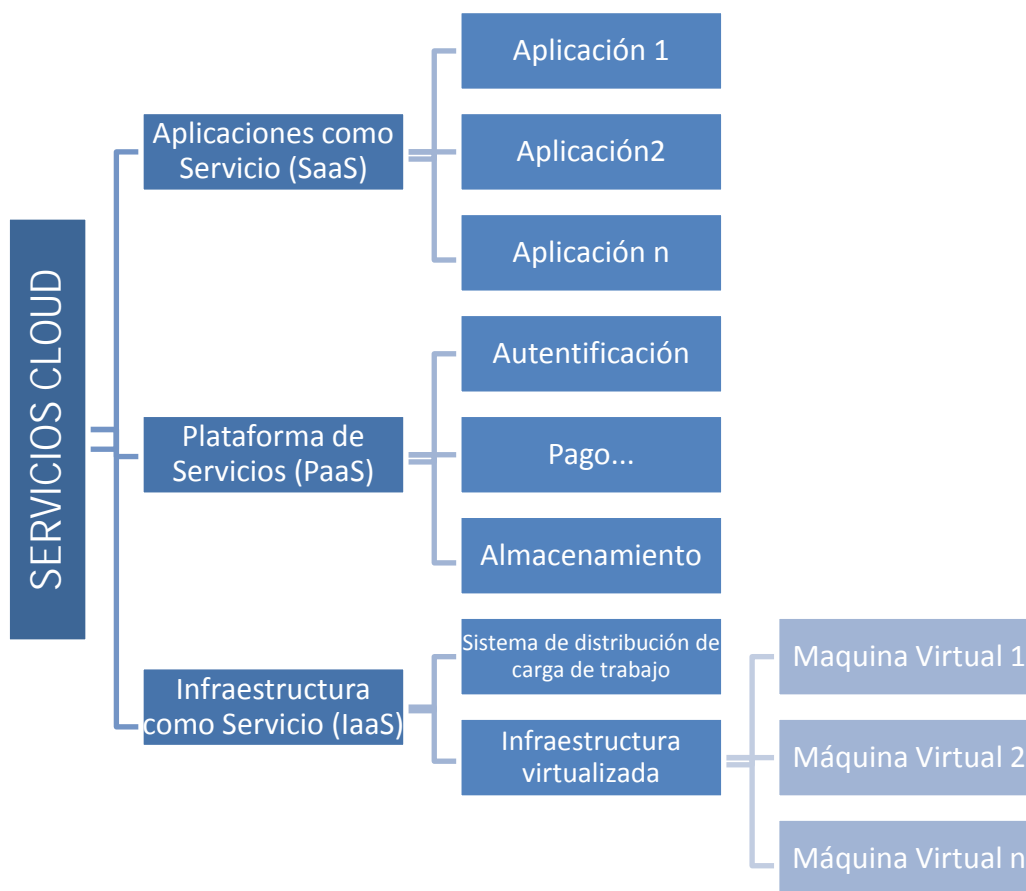 SERVICIOS CLOUD
Aplicaciones como
Servicio (SaaS)
Aplicación 1
Aplicación2
Aplicación n
Plataforma de
Servicios (PaaS)
Autentificación
Pago...
Almacenamiento
Infraestructura
como Servicio (IaaS)
Sistema de distribución de
carga de trabajo
Infraestructura
virtualizada
Maquina Virtual 1
Máquina Virtual 2
Máquina Virtual n